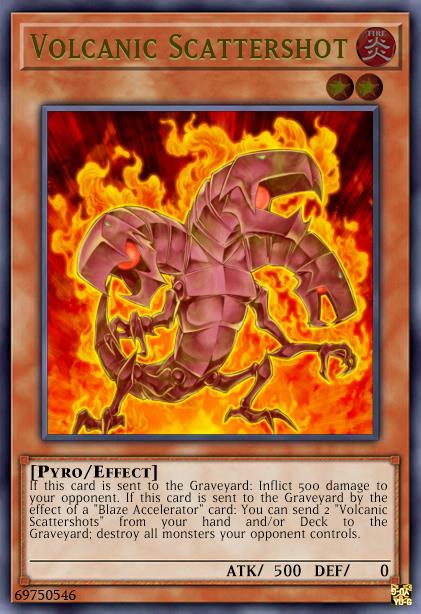 VOLCANIC SCATTERSHOT
FIRE
炎
[PYRO/EFFECT]
If this card is sent to the Graveyard: Inflict 500 damage to
your opponent. If this card is sent to the Graveyard by the
effect of a "Blaze Accelerator" card: You can send 2 "Volcanic
Scattershots" from your hand and/or Deck to the
Graveyard; destroy all monsters your opponent controls.
ATK/ 500 DEF/ 0
69750546